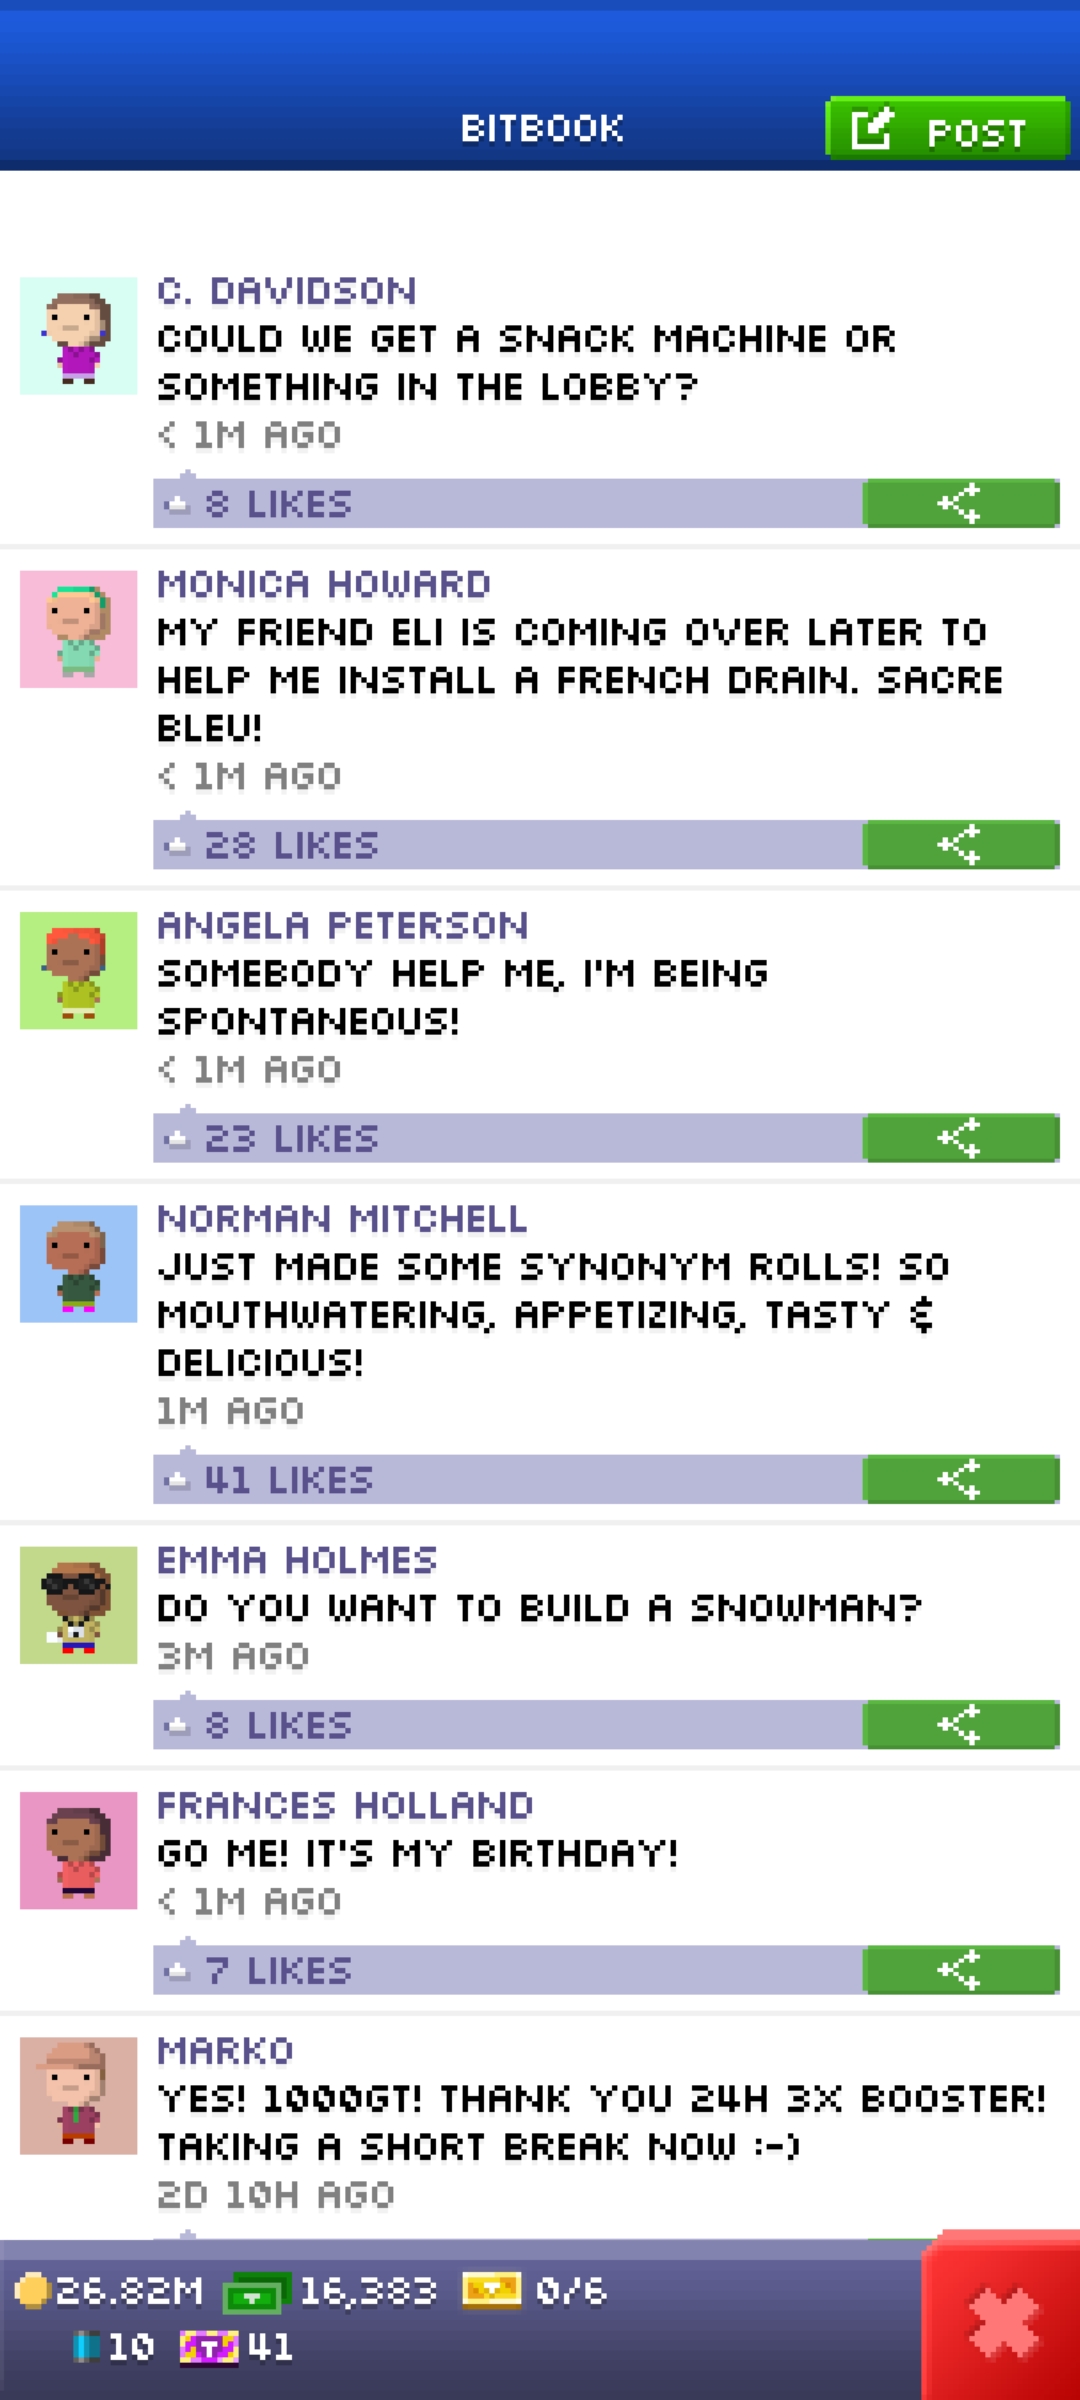 BITBOOK
POST
C. DAVIDSON
COULD WE GET A SNACK MACHINE OR
SOMETHING IN THE LOBBY?
< 1M AGO
8 LIKES
MONICA HOWARD
MY FRIEND ELI IS COMING OVER LATER TO
HELP ME INSTALL A FRENCH DRAIN. SACRE
BLEU!
< 1M AGO
28 LIKES
ANGELA PETERSON
SOMEBODY HELP ME, I'M BEING
SPONTANEOUS!
< 1M AGO
23 LIKES
NORMAN MITCHELL
JUST MADE SOME SYNONYM ROLLS! SO
MOUTHWATERING, APPETIZING, TASTY &
DELICIOUS!
1M AGO
41 LIKES
EMMA HOLMES
DO YOU WANT TO BUILD A SNOWMAN?
3M AGO
8 LIKES
FRANCES HOLLAND
GO ME! IT'S MY BIRTHDAY!
< 1M AGO
7 LIKES
MARKO
YES! 1000GT! THANK YOU 24H 3X BOOSTER!
TAKING A SHORT BREAK NOW :-)
2D 10H AGO
26.82M 16,383 0/6
10 41